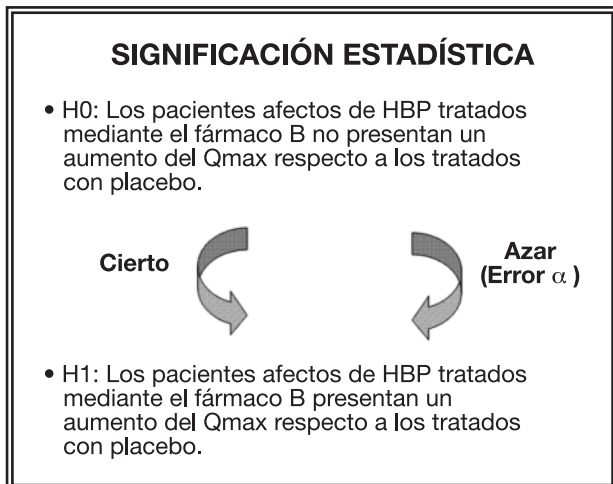 SIGNIFICACIÓN ESTADÍSTICA
• H0: Los pacientes afectos de HBP tratados
mediante el fármaco B no presentan un
aumento del Qmax respecto a los tratados
con placebo.
Cierto
Azar
(Error α )
• H1: Los pacientes afectos de HBP tratados
mediante el fármaco B presentan un
aumento del Qmax respecto a los tratados
con placebo.